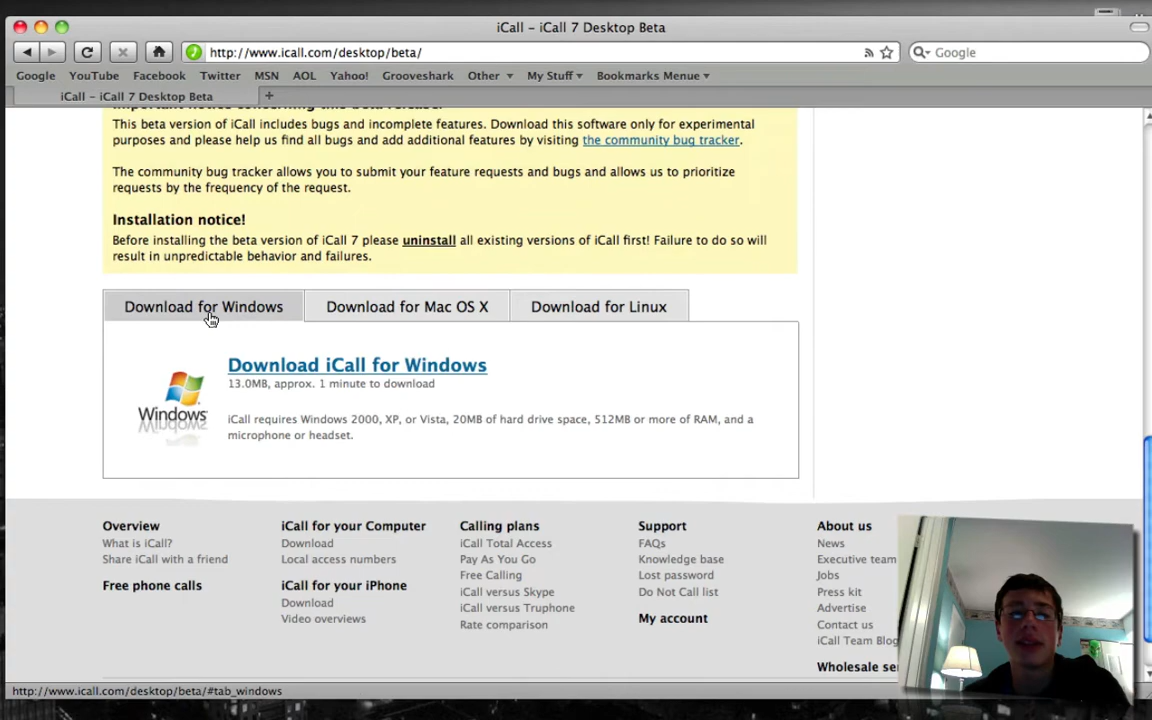 iCall – iCall 7 Desktop Beta
http://www.icall.com/desktop/beta/
Google
Google YouTube Facebook Twitter MSN AOL Yahoo! Grooveshark Other My Stuff Bookmarks Menue
iCall – iCall 7 Desktop Beta
Important notice concerning this beta release:
This beta version of iCall includes bugs and incomplete features. Download this software only for experimental
purposes and please help us find all bugs and add additional features by visiting the community bug tracker.
The community bug tracker allows you to submit your feature requests and bugs and allows us to prioritize
requests by the frequency of the request.
Installation notice!
Before installing the beta version of iCall 7 please uninstall all existing versions of iCall first! Failure to do so will
result in unpredictable behavior and failures.
Download for Windows Download for Mac OS X Download for Linux
Download iCall for Windows
13.0MB, approx. 1 minute to download
Windows
iCall requires Windows 2000, XP, or Vista, 20MB of hard drive space, 512MB or more of RAM, and a
microphone or headset.
Overview
What is iCall?
Share iCall with a friend
Free phone calls
iCall for your Computer
Download
Local access numbers
iCall for your iPhone
Download
Video overviews
Calling plans
iCall Total Access
Pay As You Go
Free Calling
iCall versus Skype
iCall versus Truphone
Rate comparison
Support
FAQs
Knowledge base
Lost password
Do Not Call list
My account
About us
News
Executive team
Jobs
Press kit
Advertise
Contact us
iCall Team Blog
Wholesale se
http://www.icall.com/desktop/beta/#tab_windows